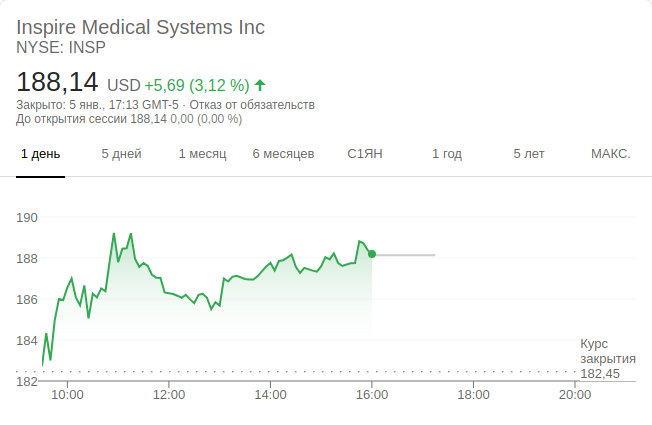 Inspire Medical Systems Inc
NYSE: INSP
188,14 USD +5,69 (3,12 %)
Закрыто: 5 янв., 17:13 GMT-5 · Отказ от обязательств
До открытия сессии 188,14 0,00 (0,00 %)
1 день 5 дней 1 месяц 6 месяцев С1ЯН 1 год 5 лет МАКС.
190
188
186
184
Курс
закрытия
182,45
182
10:00 12:00 14:00 16:00 18:00 20:00